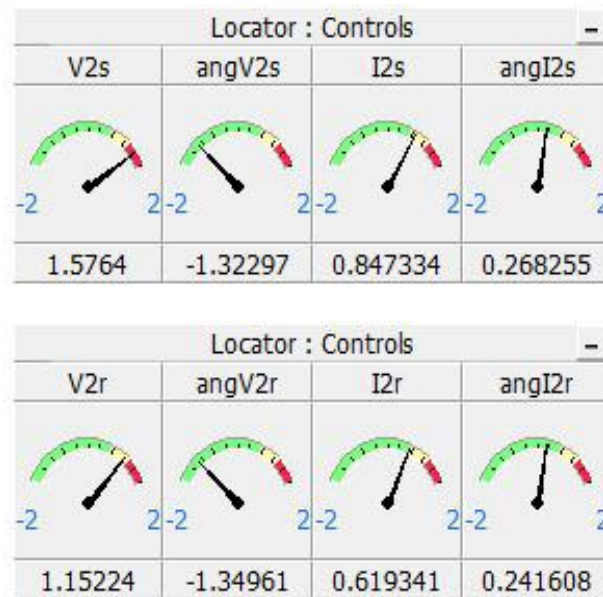 Locator : Controls
V2s angV2s I2s angI2s
-2 2 -2 2 -2 2 -2 2
1.5764 -1.32297 0.847334 0.268255
Locator : Controls
V2r angV2r I2r angI2r
-2 2 -2 2 -2 2 -2 2
1.15224 -1.34961 0.619341 0.241608